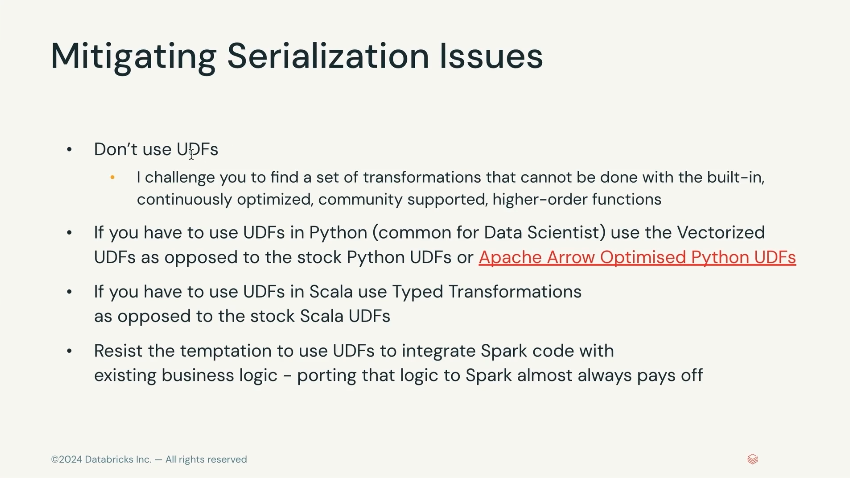 Mitigating Serialization Issues
• Don’t use UDFs
• I challenge you to find a set of transformations that cannot be done with the built-in,
continuously optimized, community supported, higher-order functions
• If you have to use UDFs in Python (common for Data Scientist) use the Vectorized
UDFs as opposed to the stock Python UDFs or Apache Arrow Optimised Python UDFs
• If you have to use UDFs in Scala use Typed Transformations
as opposed to the stock Scala UDFs
• Resist the temptation to use UDFs to integrate Spark code with
existing business logic - porting that logic to Spark almost always pays off
©2024 Databricks Inc. — All rights reserved